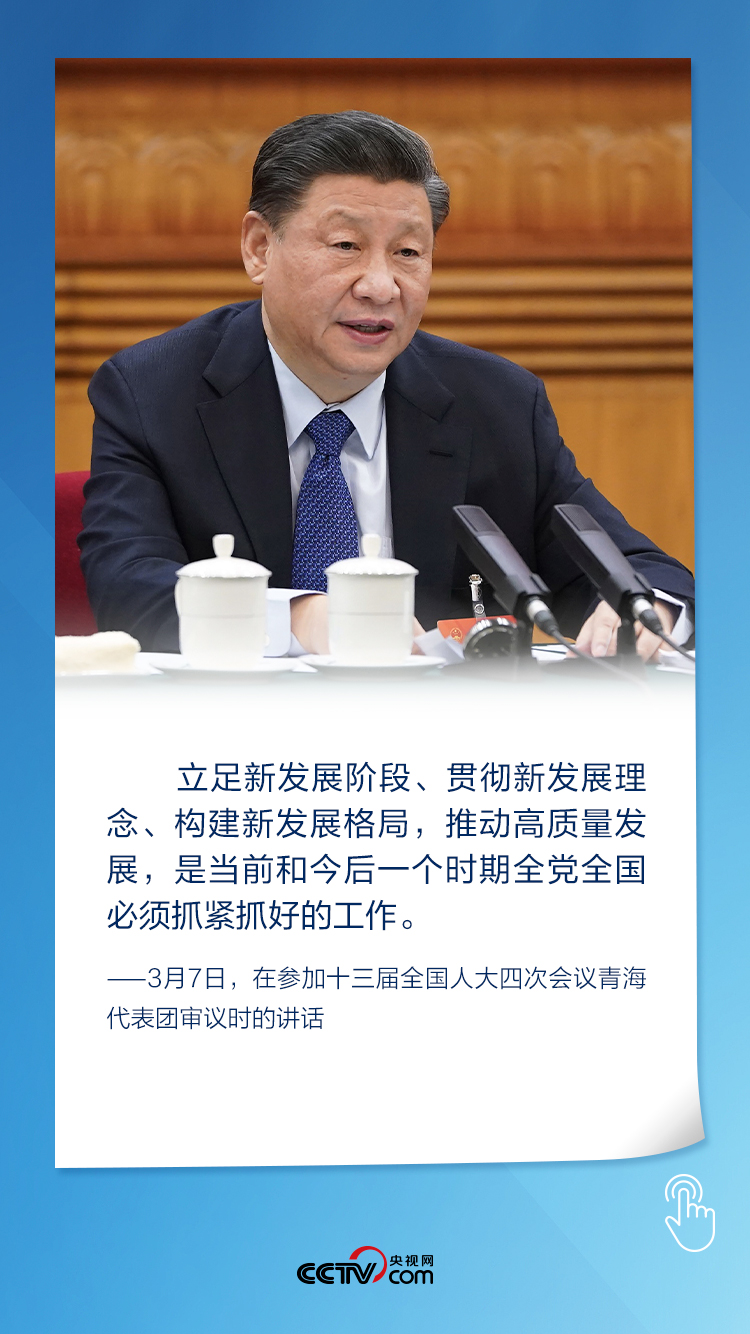 立足新发展阶段、贯彻新发展理
念、构建新发展格局，推动高质量发
展，是当前和今后一个时期全党全国
必须抓紧抓好的工作。
——3月7日，在参加十三届全国人大四次会议青海
代表团审议时的讲话
央视网
CCTV.com